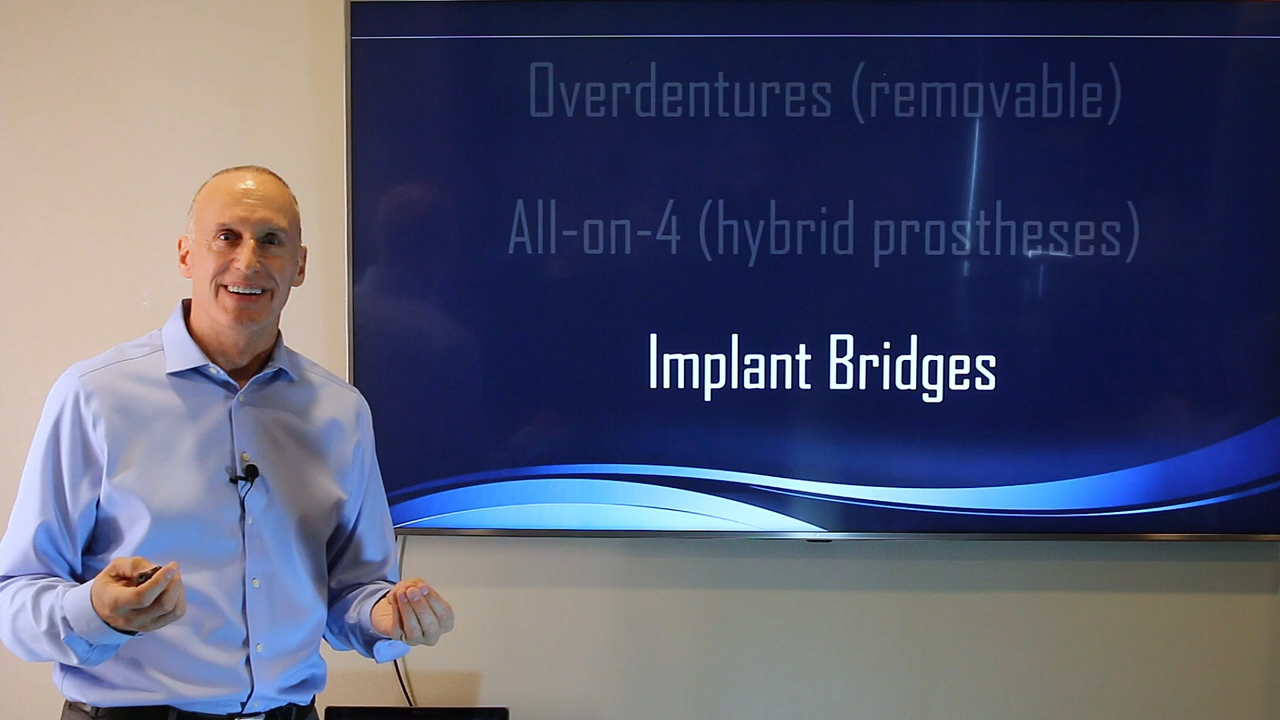 Overdentures (removable)
All-on-4 (hybrid prostheses)
Implant Bridges